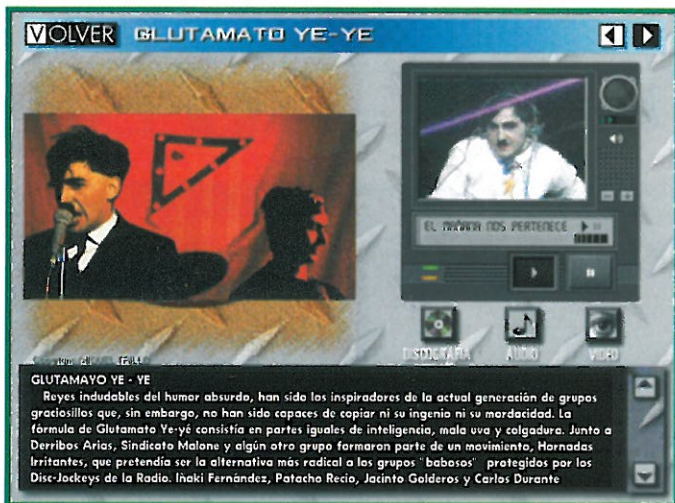 VOLVER GLUTAMATO YE-YE
EL MAÑANA NOS PERTENECE
DISCOGRAFIA AUDIO VIDEO
GLUTAMAYO YE - YE
Reyes indudables del humor absurdo, han sido los inspiradores de la actual generación de grupos
graciosillos que, sin embargo, no han sido capaces de copiar ni su ingenio ni su mordacidad. La
fórmula de Glutamato Ye-yé consistía en partes iguales de inteligencia, mala uva y colgadura. Junto a
Derribos Arias, Sindicato Malone y algún otro grupo formaron parte de un movimiento, Hornadas
Irritantes, que pretendía ser la alternativa más radical a los grupos "babosos" protegidos por los
Disc-Jockeys de la Radio. Iñaki Fernández, Patacho Recio, Jacinto Golderos y Carlos Durante